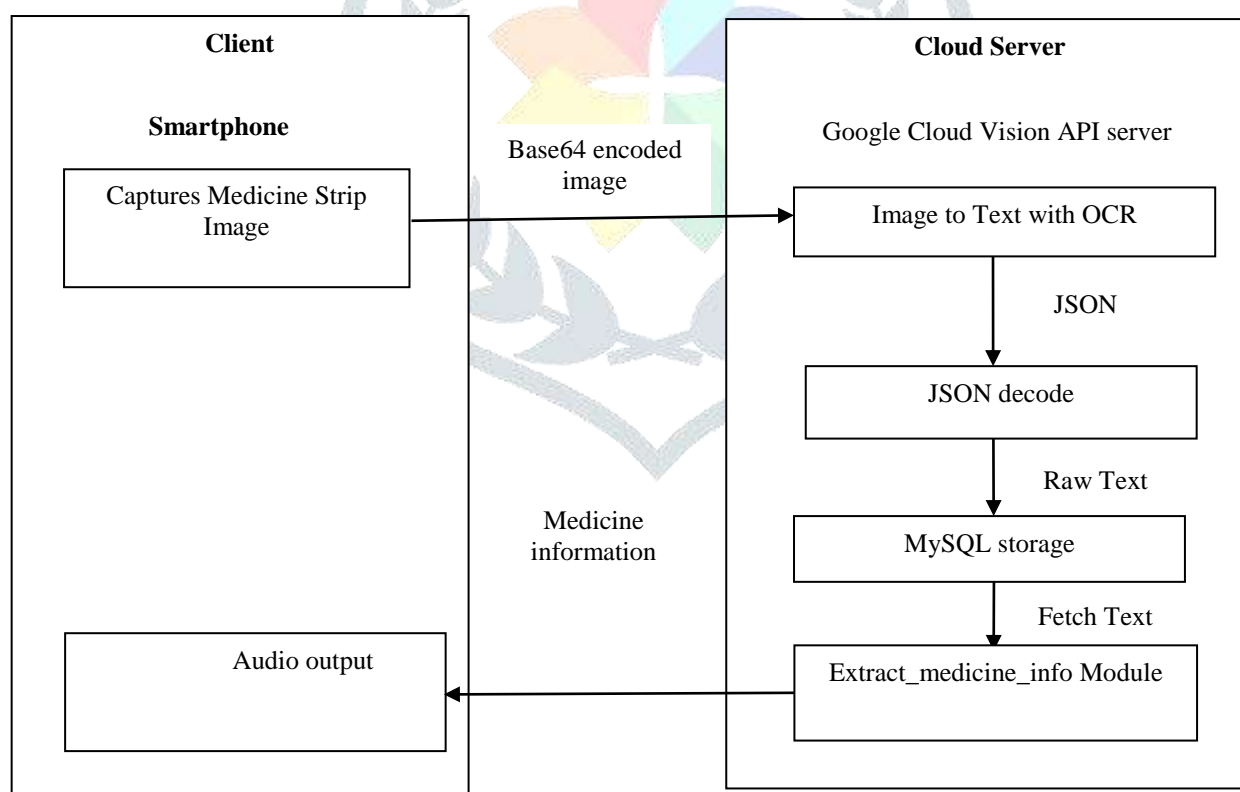 Client
Smartphone
Captures Medicine Strip
Image
Base64 encoded
image
Cloud Server
Google Cloud Vision API server
Image to Text with OCR
JSON
JSON decode
Raw Text
MySQL storage
Fetch Text
Extract_medicine_info Module
Medicine
information
Audio output